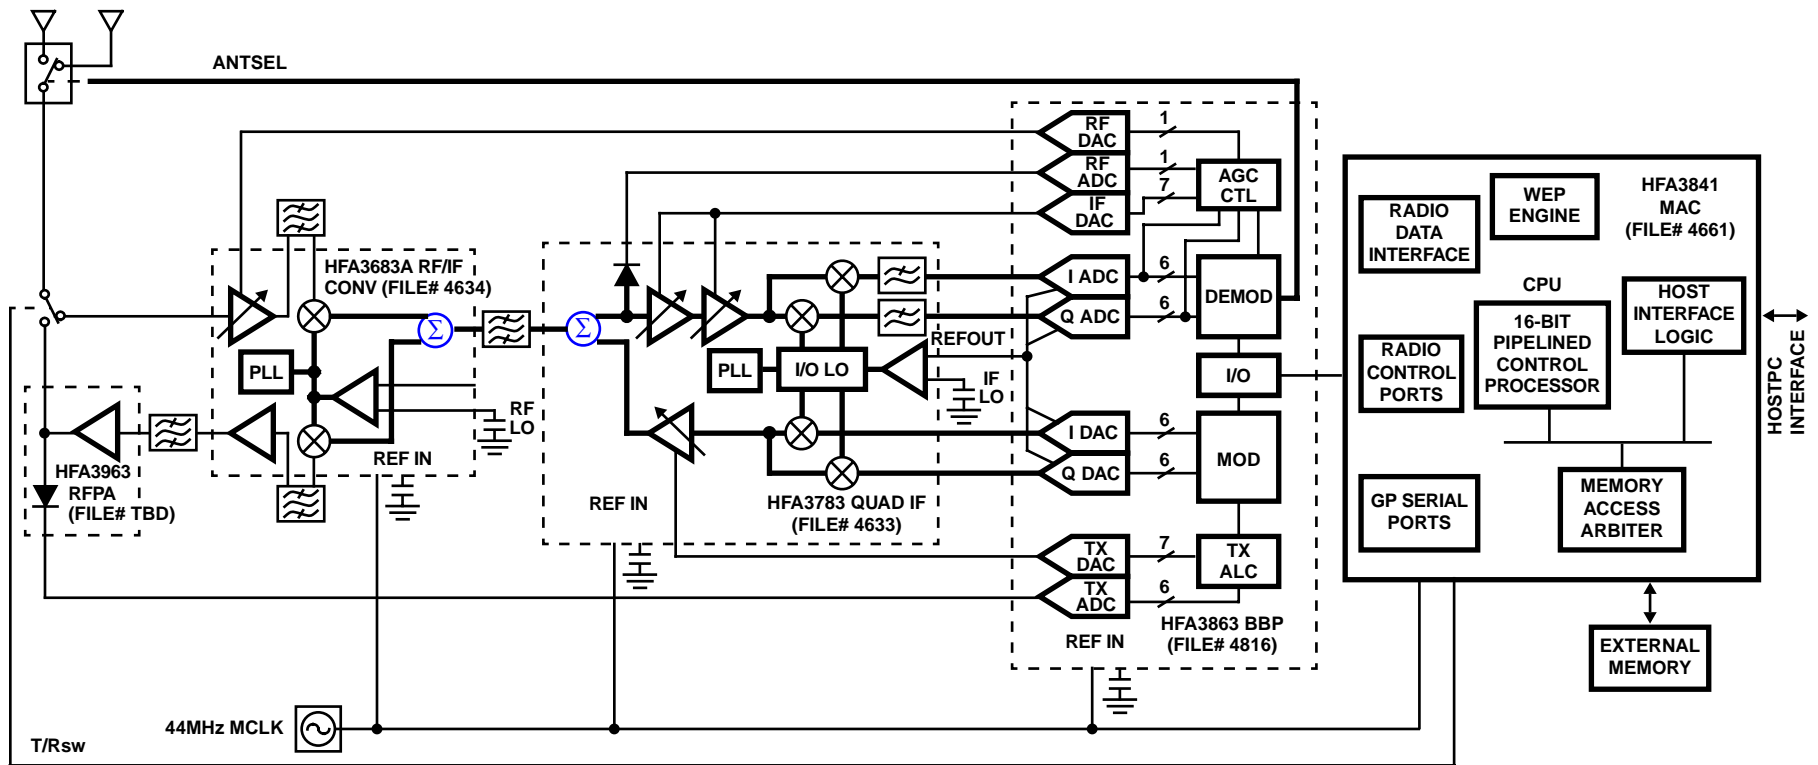 ANTSEL
RF
DAC
1
RF
ADC
1
IF
DAC
7
AGC
CTL
HFA3683A RF/IF
CONV (FILE# 4634)
Σ
PLL
RF
LO
REF IN
HFA3963
RFPA
(FILE# TBD)
Σ
PLL
I/O LO
REFOUT
IF
LO
REF IN
HFA3783 QUAD IF
(FILE# 4633)
I ADC
6
Q ADC
6
DEMOD
I/O
I DAC
6
Q DAC
6
MOD
TX
DAC
7
TX
ADC
6
TX
ALC
HFA3863 BBP
(FILE# 4816)
REF IN
HFA3841
MAC
(FILE# 4661)
WEP
ENGINE
RADIO
DATA
INTERFACE
CPU
16-BIT
PIPELINED
CONTROL
PROCESSOR
HOST
INTERFACE
LOGIC
RADIO
CONTROL
PORTS
GP SERIAL
PORTS
MEMORY
ACCESS
ARBITER
HOSTPC
INTERFACE
EXTERNAL
MEMORY
44MHz MCLK
T/Rsw